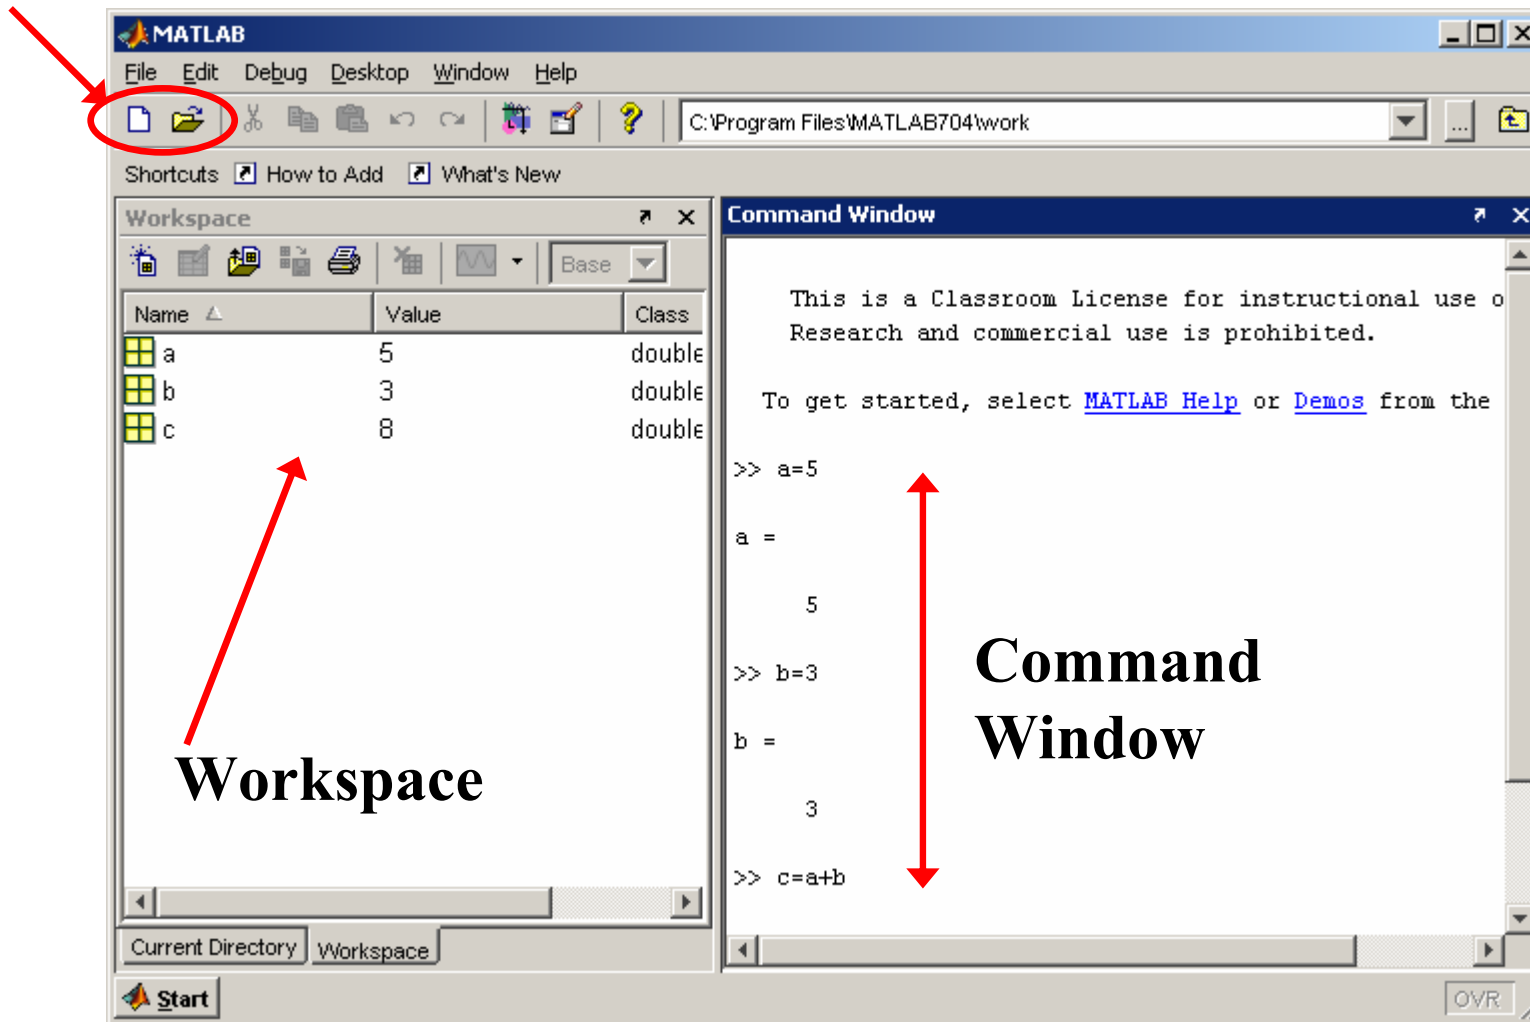 MATLAB
File Edit Debug Desktop Window Help
C:\Program Files\MATLAB704\work
...
Shortcuts How to Add What's New
Workspace
Base
Name Value Class
a 5 double
b 3 double
c 8 double
Workspace
Current Directory Workspace
Command Window
This is a Classroom License for instructional use o
Research and commercial use is prohibited.
To get started, select MATLAB Help or Demos from the
>> a=5
a =
5
>> b=3
b =
3
>> c=a+b
Command
Window
Start
OVR